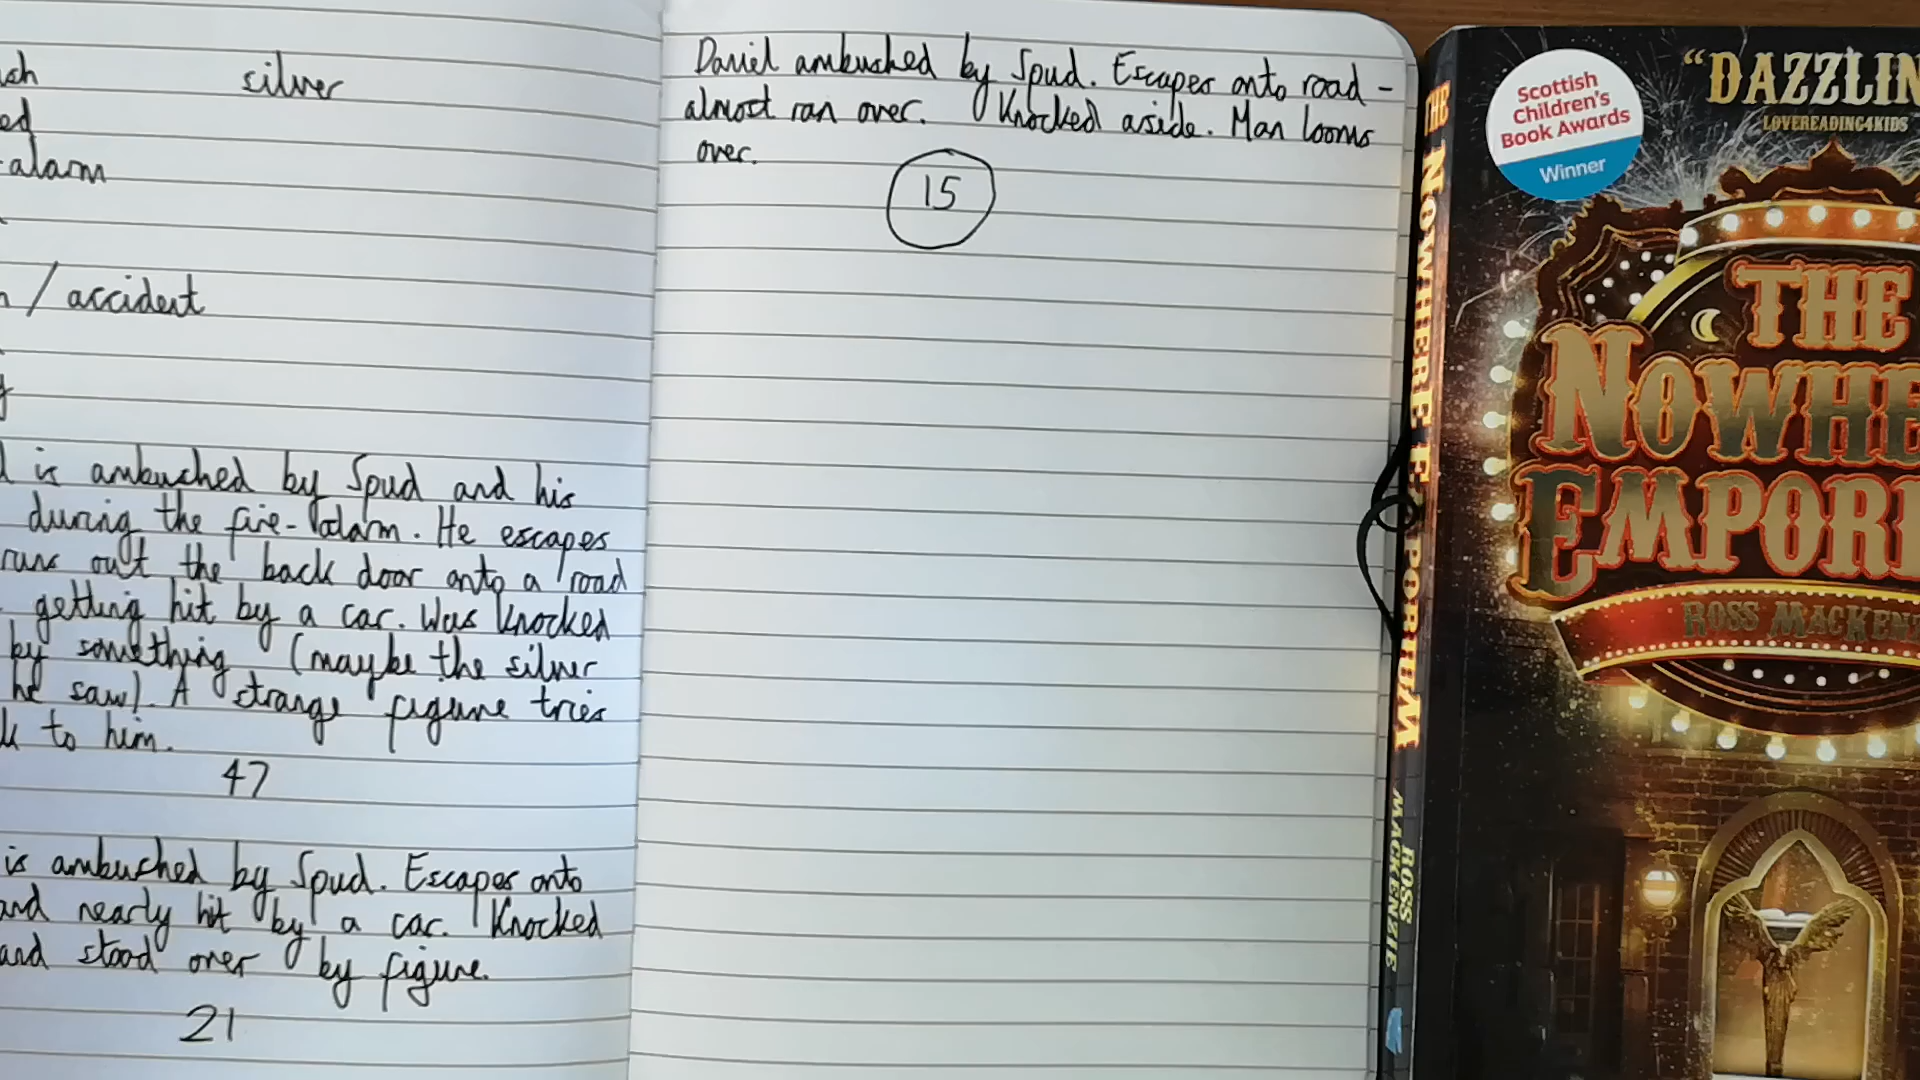 silver
alarm
/ accident
is ambushed by Spud and his
during the fire-alarm. He escapes
runs out the back door onto a road
getting hit by a car. Was knocked
by something (maybe the silver
he saw). A strange figure tries
to him.
47
is ambushed by Spud. Escapes onto
and nearly hit by a car. Knocked
and stood over by figure.
21
Daniel ambushed by Spud. Escapes onto road -
almost ran over. Knocked aside. Man looms
over.
15
THE NOWHERE EMPORIUM
ROSS
MACKENZIE
Scottish
Children's
Book Awards
Winner
"DAZZLIN
LOVEREADING4KIDS
THE
NOWHE
EMPORI
ROSS MACKENZ